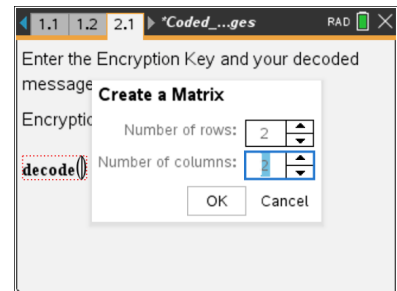 1.1 1.2 2.1 *Coded_...ges RAD
Enter the Encryption Key and your decoded
message
Create a Matrix
Encryptio
Number of rows: 2
Number of columns: 2
decode()
OK Cancel